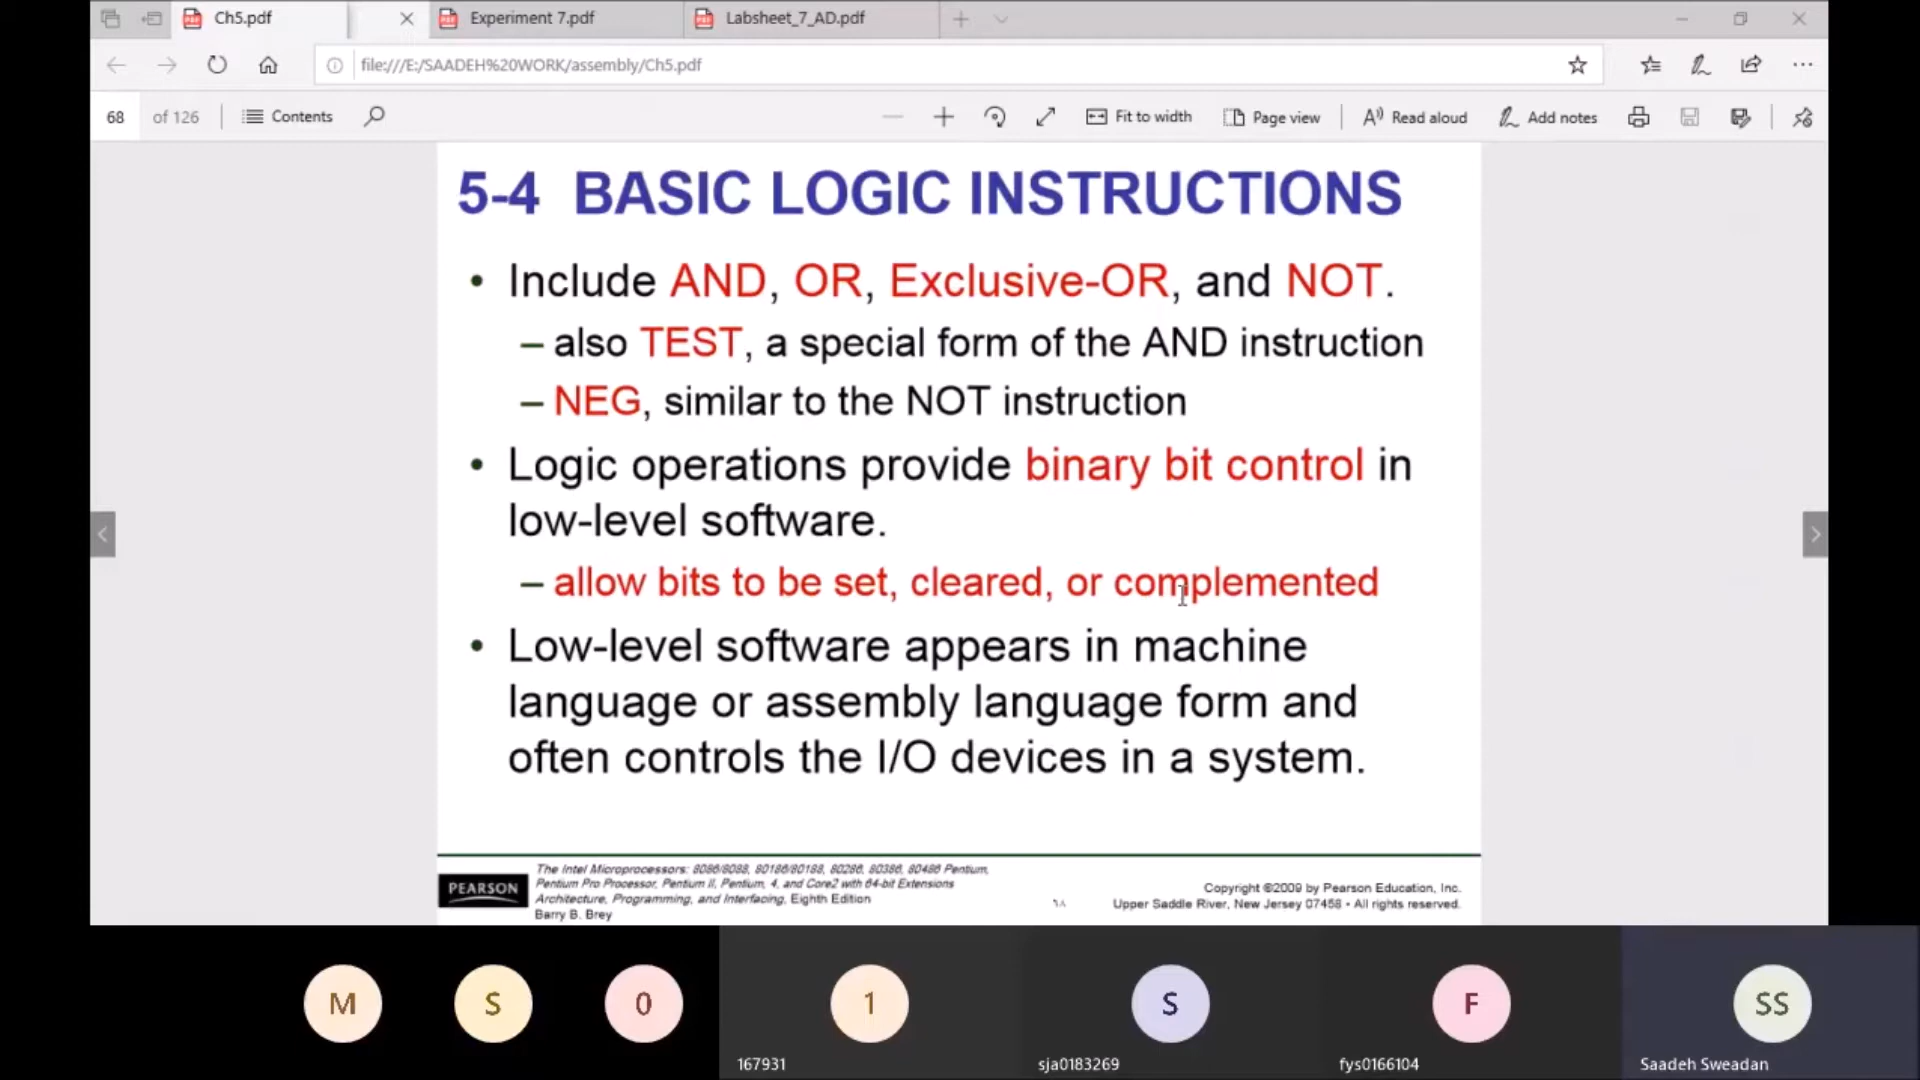 Ch5.pdf
Experiment 7.pdf
Labsheet_7_AD.pdf
file:///E:/SAADEH%20WORK/assembly/Ch5.pdf
68 of 126
Contents
Fit to width
Page view
Read aloud
Add notes
5-4 BASIC LOGIC INSTRUCTIONS
• Include AND, OR, Exclusive-OR, and NOT.
– also TEST, a special form of the AND instruction
– NEG, similar to the NOT instruction
• Logic operations provide binary bit control in
low-level software.
– allow bits to be set, cleared, or complemented
• Low-level software appears in machine
language or assembly language form and
often controls the I/O devices in a system.
PEARSON
The Intel Microprocessors: 8086/8088, 80186/80188, 80286, 80386, 80486 Pentium,
Pentium Pro Processor, Pentium II, Pentium, 4, and Core2 with 64-bit Extensions
Architecture, Programming, and Interfacing, Eighth Edition
Barry B. Brey
٦٨
Copyright ©2009 by Pearson Education, Inc.
Upper Saddle River, New Jersey 07458 • All rights reserved.
M
S
0
1
S
F
SS
167931
sja0183269
fys0166104
Saadeh Sweadan